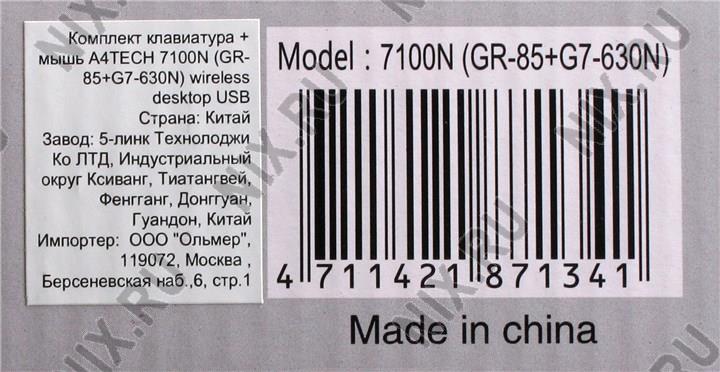 Комплект клавиатура +
мышь A4TECH 7100N (GR-
85+G7-630N) wireless
desktop USB
Страна: Китай
Завод: 5-линк Технолоджи
Ко ЛТД, Индустриальный
округ Ксиванг, Тиатангвей,
Фенгганг, Донггуан,
Гуандон, Китай
Импортер: ООО "Ольмер",
119072, Москва ,
Берсеневская наб.,6, стр.1
Model : 7100N (GR-85+G7-630N)
4 711421 871341
Made in china
NIX.RU
NIX.RU
NIX.RU
NIX.RU
NIX.RU
NIX.RU